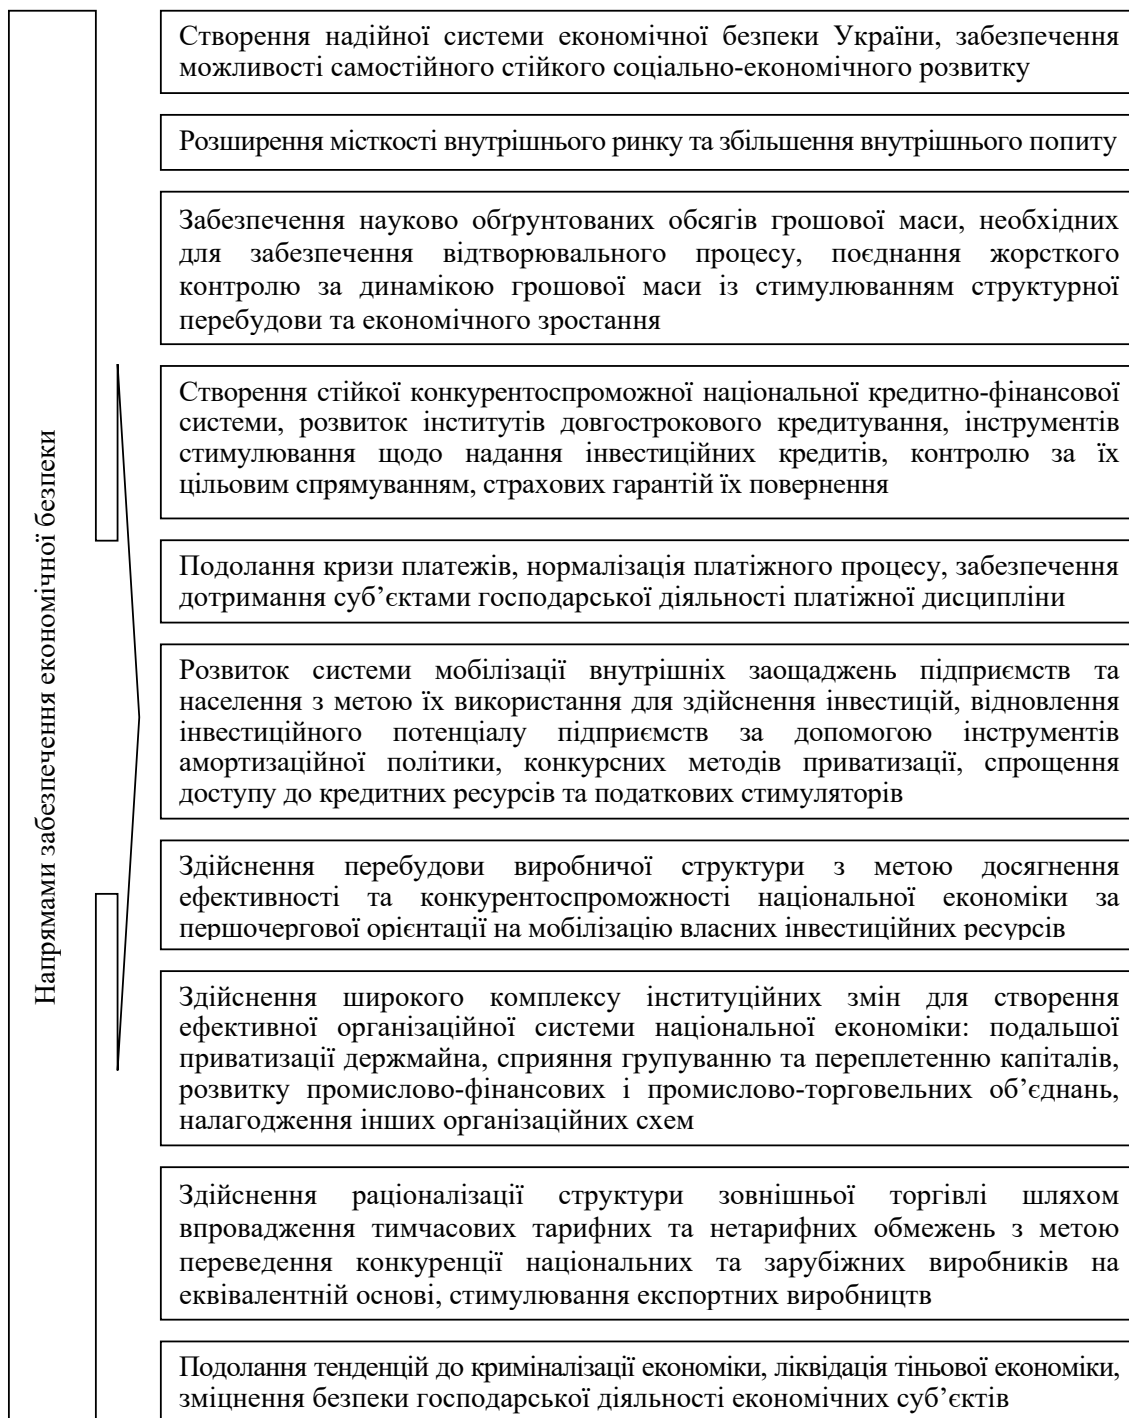 Напрямами забезпечення економічної безпеки
Створення надійної системи економічної безпеки України, забезпечення
можливості самостійного стійкого соціально-економічного розвитку
Розширення місткості внутрішнього ринку та збільшення внутрішнього попиту
Забезпечення науково обґрунтованих обсягів грошової маси, необхідних
для забезпечення відтворювального процесу, поєднання жорсткого
контролю за динамікою грошової маси із стимулюванням структурної
перебудови та економічного зростання
Створення стійкої конкурентоспроможної національної кредитно-фінансової
системи, розвиток інститутів довгострокового кредитування, інструментів
стимулювання щодо надання інвестиційних кредитів, контролю за їх
цільовим спрямуванням, страхових гарантій їх повернення
Подолання кризи платежів, нормалізація платіжного процесу, забезпечення
дотримання суб’єктами господарської діяльності платіжної дисципліни
Розвиток системи мобілізації внутрішніх заощаджень підприємств та
населення з метою їх використання для здійснення інвестицій, відновлення
інвестиційного потенціалу підприємств за допомогою інструментів
амортизаційної політики, конкурсних методів приватизації, спрощення
доступу до кредитних ресурсів та податкових стимуляторів
Здійснення перебудови виробничої структури з метою досягнення
ефективності та конкурентоспроможності національної економіки за
першочергової орієнтації на мобілізацію власних інвестиційних ресурсів
Здійснення широкого комплексу інституційних змін для створення
ефективної організаційної системи національної економіки: подальшої
приватизації держмайна, сприяння групуванню та переплетенню капіталів,
розвитку промислово-фінансових і промислово-торговельних об’єднань,
налагодження інших організаційних схем
Здійснення раціоналізації структури зовнішньої торгівлі шляхом
впровадження тимчасових тарифних та нетарифних обмежень з метою
переведення конкуренції національних та зарубіжних виробників на
еквівалентній основі, стимулювання експортних виробництв
Подолання тенденцій до криміналізації економіки, ліквідація тіньової економіки,
зміцнення безпеки господарської діяльності економічних суб’єктів